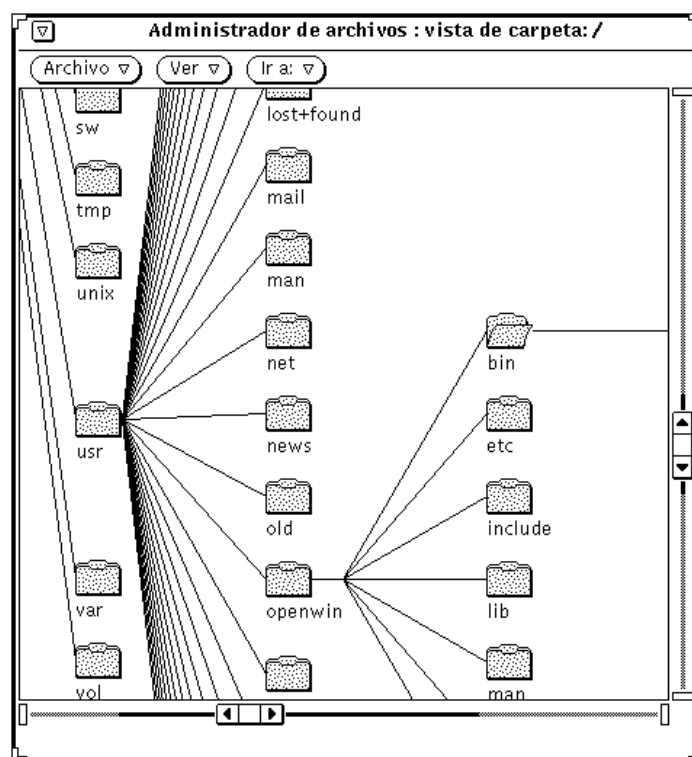 Administrador de archivos : vista de carpeta: /
Archivo Ver Ir a:
sw
lost+found
tmp
mail
unix
man
net
bin
usr
news
etc
old
include
var
openwin
lib
vol
man